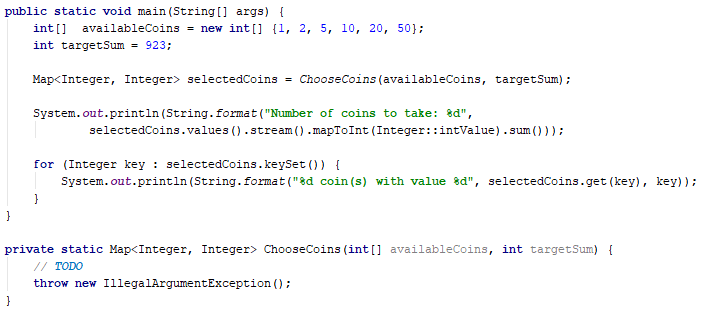 public static void main(String[] args) {
    int[]  availableCoins = new int[] {1, 2, 5, 10, 20, 50};
    int targetSum = 923;
    Map<Integer, Integer> selectedCoins = ChooseCoins(availableCoins, targetSum);
    System.out.println(String.format("Number of coins to take: %d",
            selectedCoins.values().stream().mapToInt(Integer::intValue).sum()));
    for (Integer key : selectedCoins.keySet()) {
        System.out.println(String.format("%d coin(s) with value %d", selectedCoins.get(key), key));
    }
}
private static Map<Integer, Integer> ChooseCoins(int[] availableCoins, int targetSum) {
    // TODO
    throw new IllegalArgumentException();
}